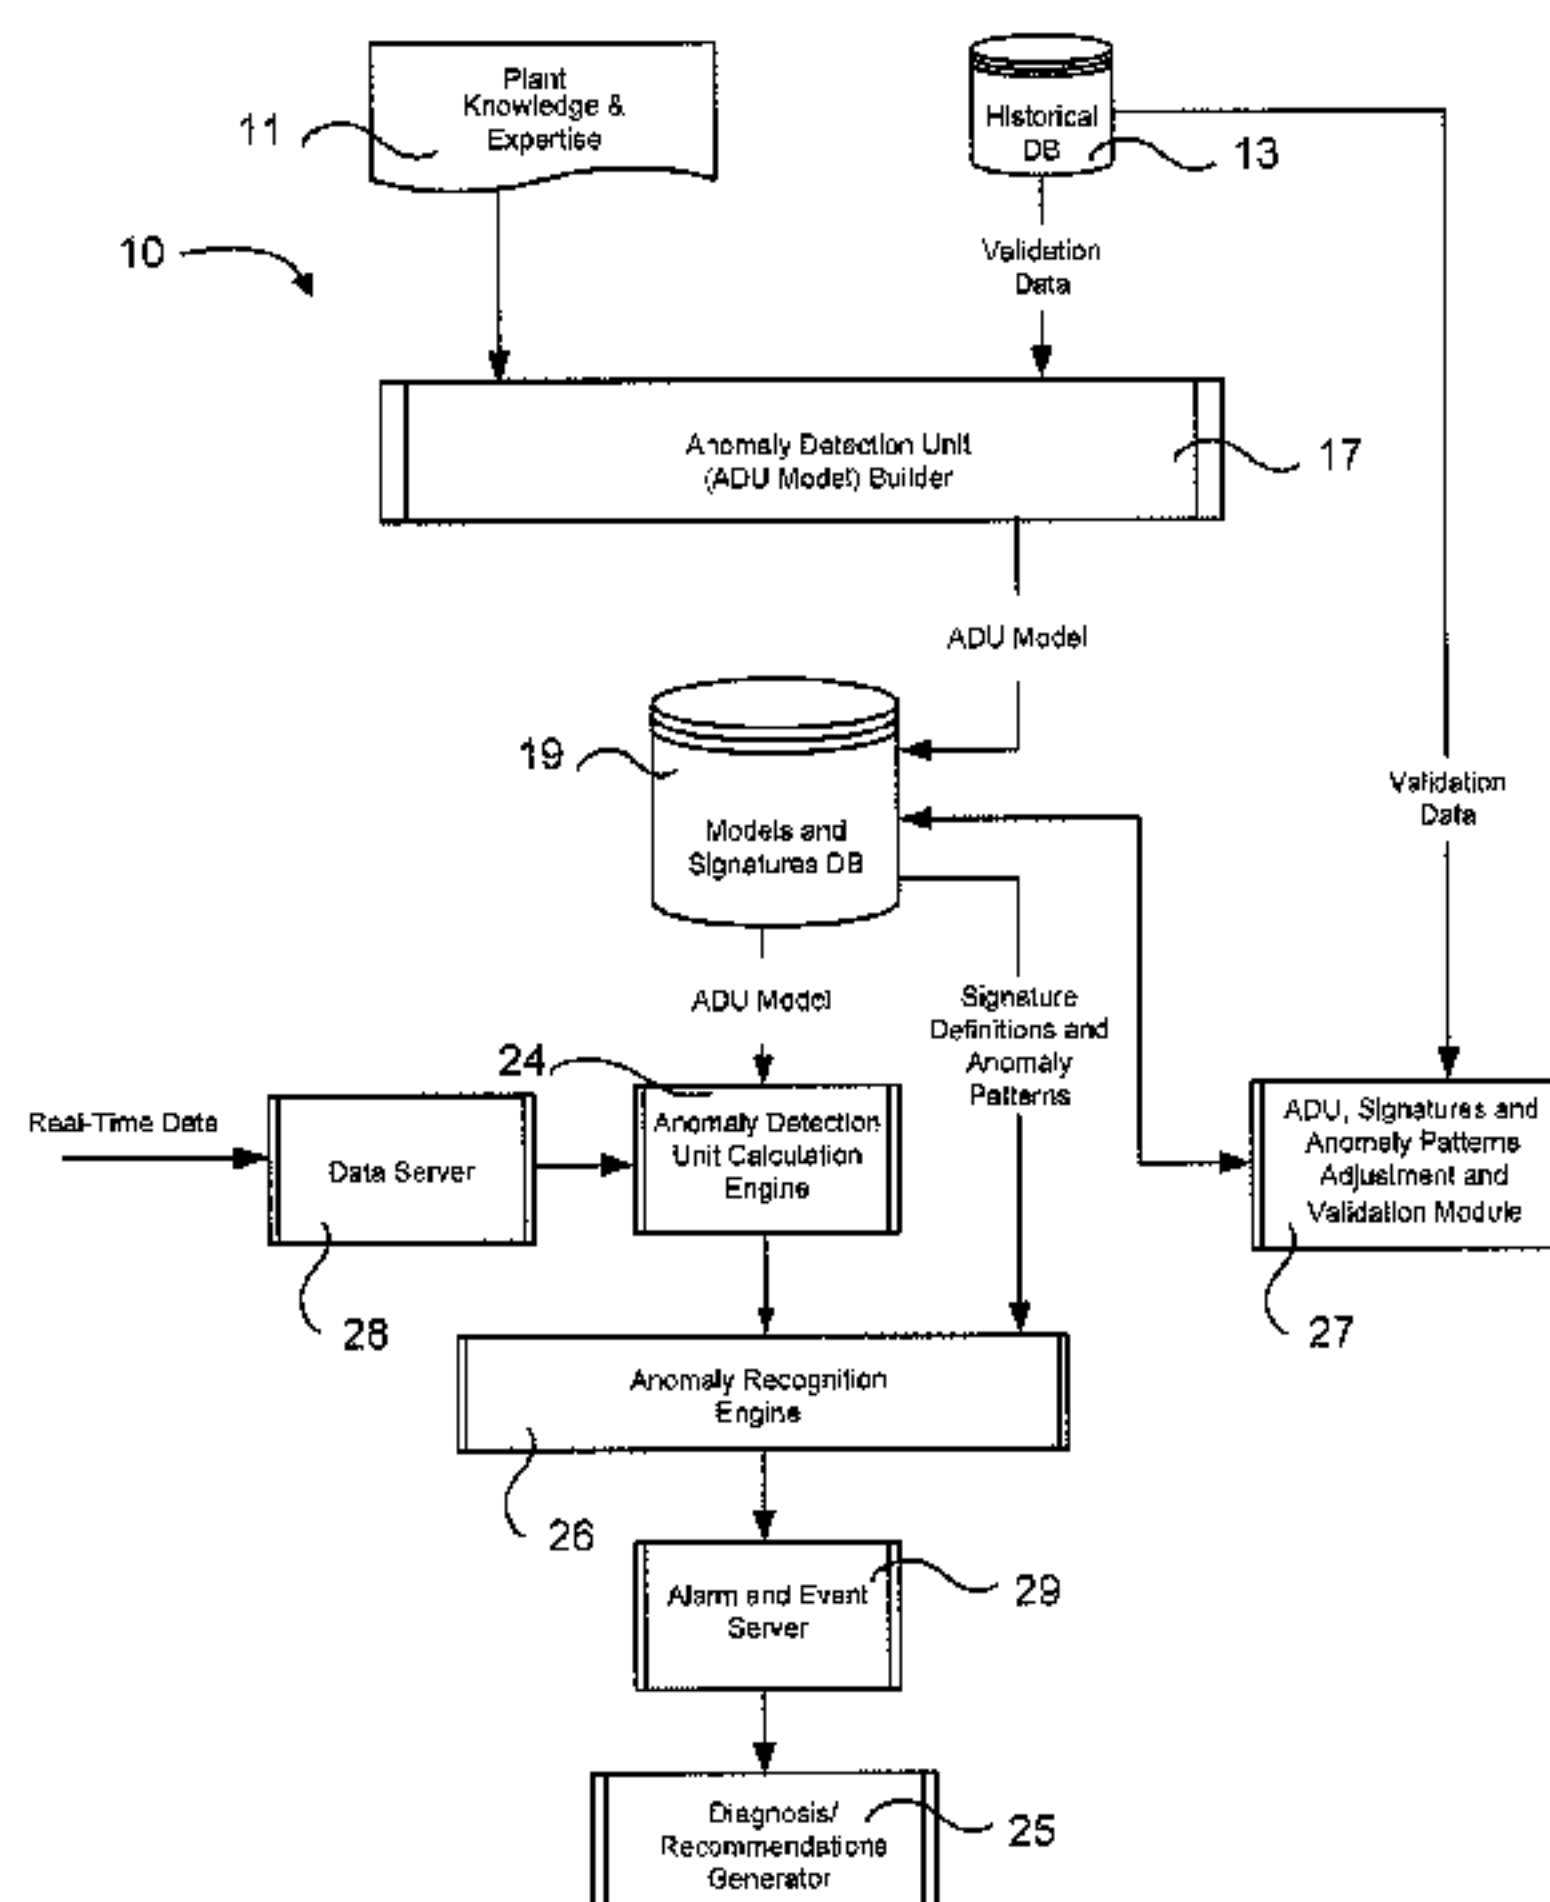 Plant
Knowledge &
Expertise
11
Historical
DB
13
10
Validation
Data
Anomaly Detection Unit
(ADU Model) Builder
17
ADU Model
19
Models and
Signatures DB
Validation
Data
ADU Model
Signature
Definitions and
Anomaly
Patterns
24
Real-Time Data
Data Server
28
Anomaly Detection
Unit Calculation
Engine
ADU, Signatures and
Anomaly Patterns
Adjustment and
Validation Module
27
Anomaly Recognition
Engine
26
Alarm and Event
Server
29
Diagnosis/
Recommendations
Generator
25